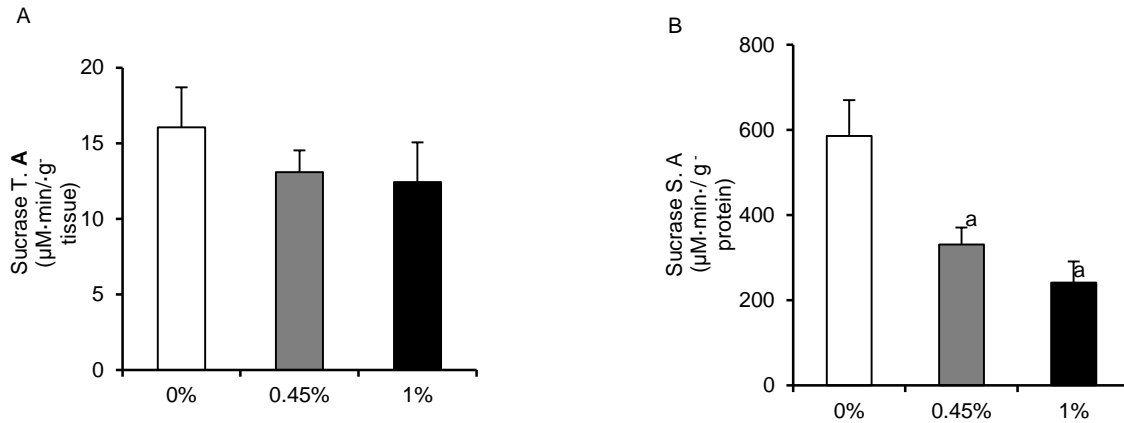 A
20
15
10
5
0
Sucrase T. A
(µM·min/·g-
tissue)
0% 0.45% 1%
B
800
600
400
200
0
Sucrase S. A
(µM·min·/ g-
protein)
a
a
0% 0.45% 1%